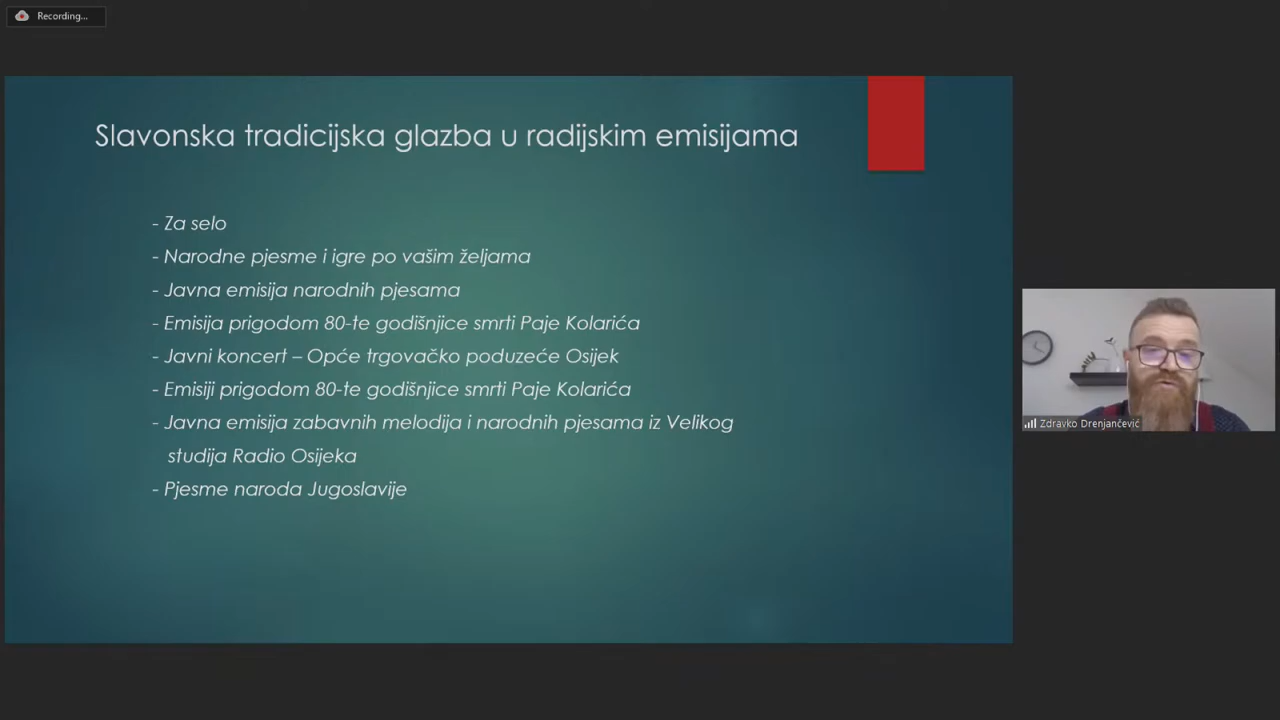 Recording...
Slavonska tradicijska glazba u radijskim emisijama
- Za selo
- Narodne pjesme i igre po vašim željama
- Javna emisija narodnih pjesama
- Emisija prigodom 80-te godišnjice smrti Paje Kolarića
- Javni koncert – Opće trgovačko poduzeće Osijek
- Emisiji prigodom 80-te godišnjice smrti Paje Kolarića
- Javna emisija zabavnih melodija i narodnih pjesama iz Velikog
studija Radio Osijeka
- Pjesme naroda Jugoslavije
Zdravko Drenjančević